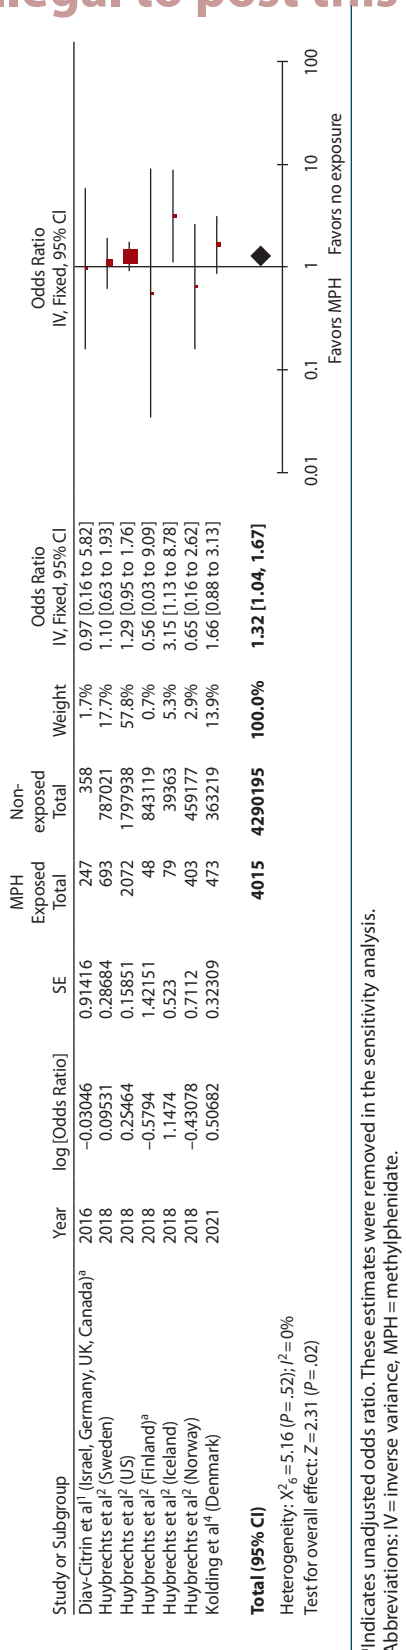 illegal to post this
MPH Non-
Odds Ratio Odds Ratio
Exposed exposed
Study or Subgroup Year log [Odds Ratio] SE Total Total Weight IV, Fixed, 95% CI IV, Fixed, 95% CI
Diav-Citrin et al¹ (Israel, Germany, UK, Canada)ᵃ 2016 −0.03046 0.91416 247 358 1.7% 0.97 [0.16 to 5.82]
Huybrechts et al² (Sweden) 2018 0.09531 0.28684 693 787021 17.7% 1.10 [0.63 to 1.93]
Huybrechts et al² (US) 2018 0.25464 0.15851 2072 1797938 57.8% 1.29 [0.95 to 1.76]
Huybrechts et al² (Finland)ᵃ 2018 −0.5794 1.42151 48 843119 0.7% 0.56 [0.03 to 9.09]
Huybrechts et al² (Iceland) 2018 1.1474 0.523 79 39363 5.3% 3.15 [1.13 to 8.78]
Huybrechts et al² (Norway) 2018 −0.43078 0.7112 403 459177 2.9% 0.65 [0.16 to 2.62]
Kolding et al⁴ (Denmark) 2021 0.50682 0.32309 473 363219 13.9% 1.66 [0.88 to 3.13]
Total (95% CI) 4015 4290195 100.0% 1.32 [1.04, 1.67]
Heterogeneity: X²₆ = 5.16 (P = .52); I² = 0%
Test for overall effect: Z = 2.31 (P = .02)
0.01 0.1 1 10 100
Favors MPH Favors no exposure
ᵃIndicates unadjusted odds ratio. These estimates were removed in the sensitivity analysis.
Abbreviations: IV = inverse variance, MPH = methylphenidate.